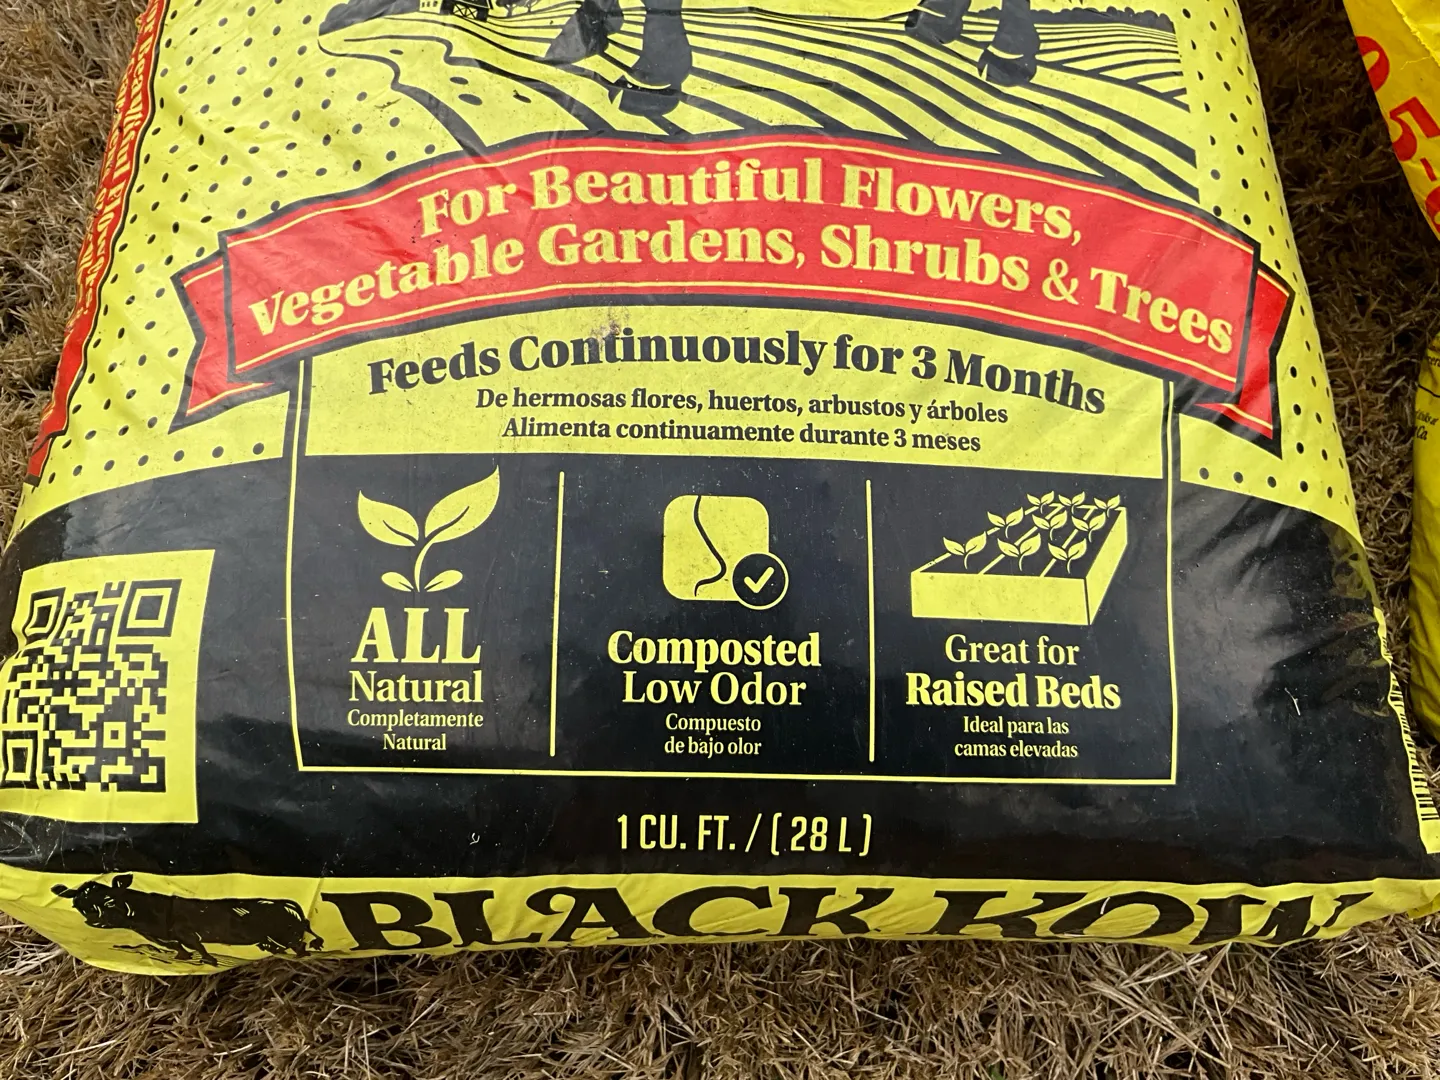 For Beautiful Flowers,
Vegetable Gardens, Shrubs & Trees
Feeds Continuously for 3 Months
De hermosas flores, huertos, arbustos y árboles
Alimenta continuamente durante 3 meses
ALL
Natural
Completamente
Natural
Composted
Low Odor
Compuesto
de bajo olor
Great for
Raised Beds
Ideal para las
camas elevadas
1 CU. FT. / ( 28 L )
BLACK KOW